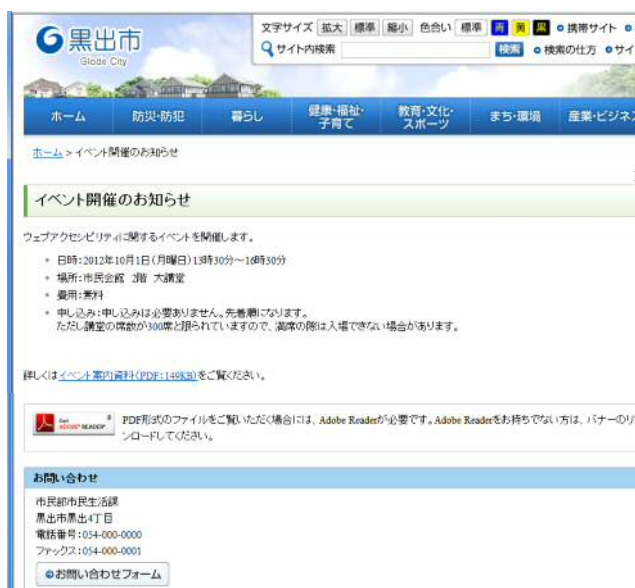 黒出市
Glode City
文字サイズ 拡大 標準 縮小 色合い 標準 青 黄 黒 携帯サイト
サイト内検索 検索 検索の仕方 サイ
ホーム 防災・防犯 暮らし 健康・福祉・子育て 教育・文化・スポーツ まち・環境 産業・ビジネス
ホーム > イベント開催のお知らせ
イベント開催のお知らせ
ウェブアクセシビリティに関するイベントを開催します。
日時:2012年10月1日(月曜日)13時30分~16時30分
場所:市民会館 2階 大講堂
費用:無料
申し込み:申し込みは必要ありません。先着順になります。
ただし講堂の席数が300席と限られていますので、満席の際は入場できない場合があります。
詳しくはイベント案内資料(PDF:149KB)をご覧ください。
Get ADOBE® READER®
PDF形式のファイルをご覧いただく場合には、Adobe Readerが必要です。Adobe Readerをお持ちでない方は、バナーのリ
ンロードしてください。
お問い合わせ
市民部市民生活課
黒出市黒出4丁目
電話番号:054-000-0000
ファックス:054-000-0001
お問い合わせフォーム